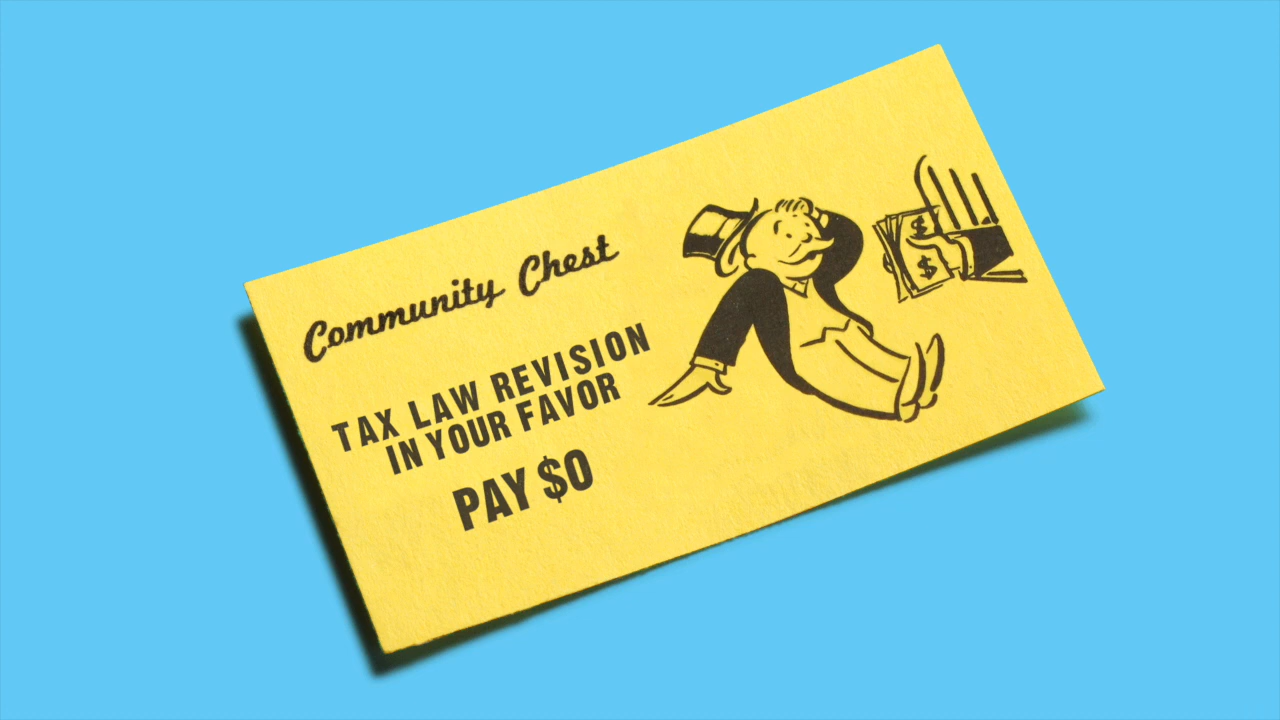 Community Chest
TAX LAW REVISION
IN YOUR FAVOR
PAY $0
$
$